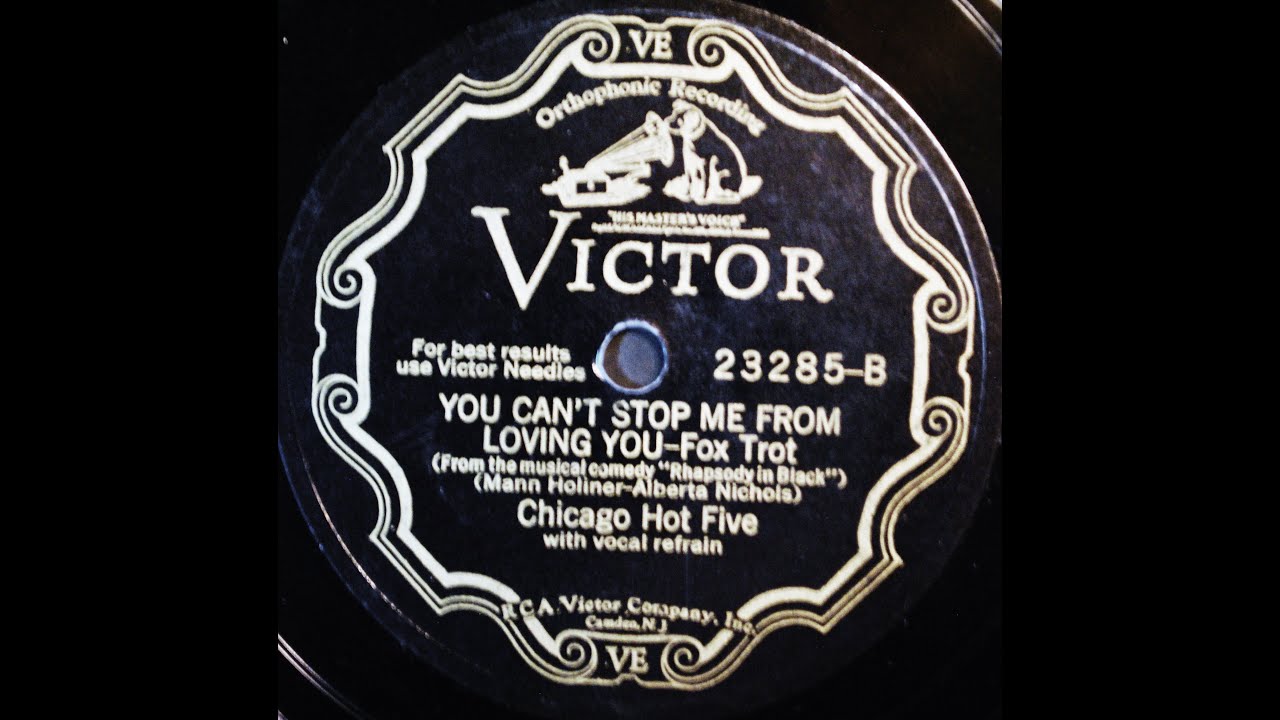 VE
Orthophonic Recording
"HIS MASTER'S VOICE"
VICTOR
For best results
use Victor Needles
23285-B
YOU CAN'T STOP ME FROM
LOVING YOU-Fox Trot
(From the musical comedy "Rhapsody in Black")
(Mann Holiner-Alberta Nichols)
Chicago Hot Five
with vocal refrain
RCA Victor Company, Inc.
Camden, N.J.
VE